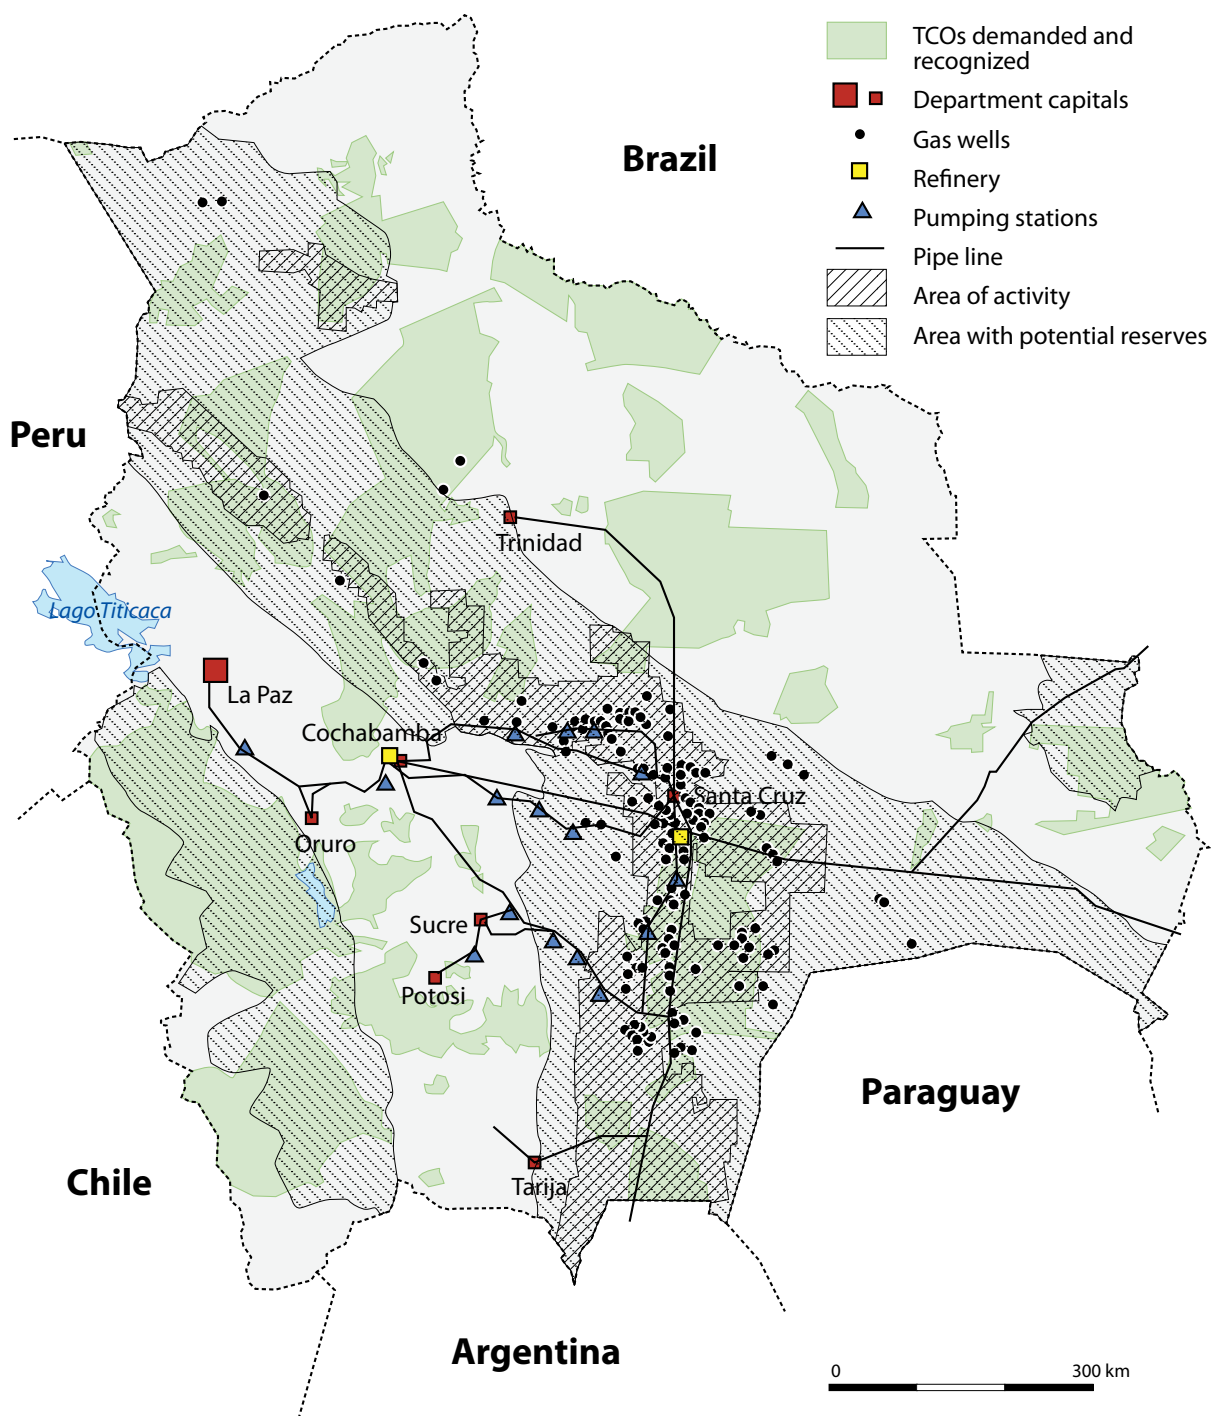 TCOs demanded and
recognized
Department capitals
Gas wells
Refinery
Pumping stations
Pipe line
Area of activity
Area with potential reserves
Brazil
Peru
Trinidad
Lago Titicaca
La Paz
Cochabamba
Santa Cruz
Oruro
Sucre
Potosi
Paraguay
Chile
Tarija
Argentina
0 300 km